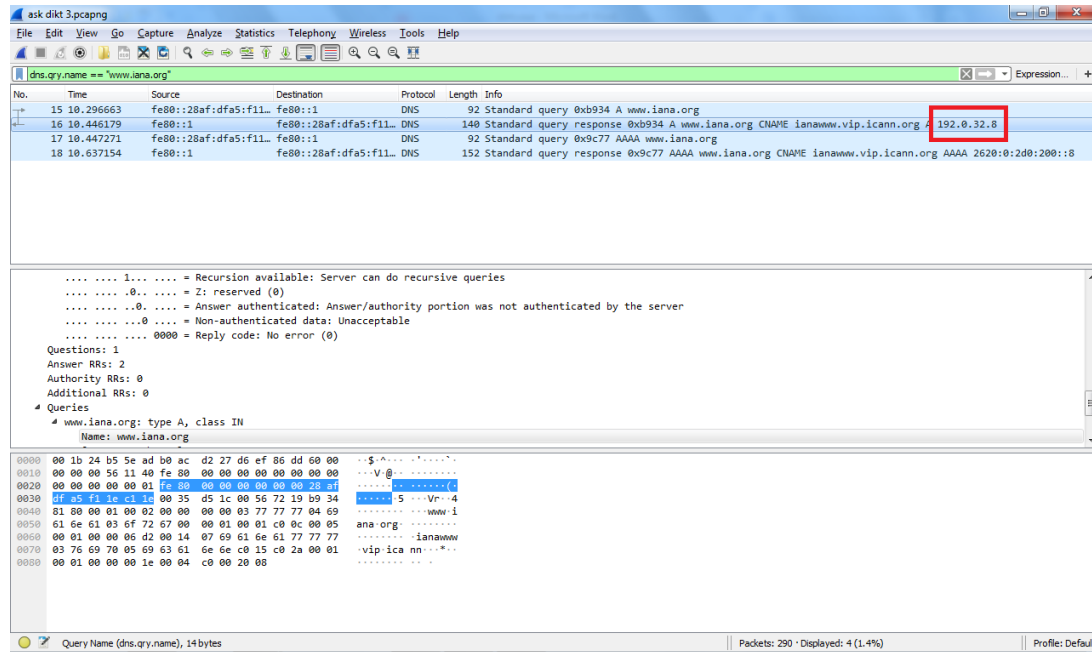 ask dikt 3.pcapng
File Edit View Go Capture Analyze Statistics Telephony Wireless Tools Help
dns.qry.name == "www.iana.org"
Expression... +
No. Time Source Destination Protocol Length Info
15 10.296663 fe80::28af:dfa5:f11… fe80::1 DNS 92 Standard query 0xb934 A www.iana.org
16 10.446179 fe80::1 fe80::28af:dfa5:f11… DNS 140 Standard query response 0xb934 A www.iana.org CNAME ianawww.vip.icann.org A 192.0.32.8
17 10.447271 fe80::28af:dfa5:f11… fe80::1 DNS 92 Standard query 0x9c77 AAAA www.iana.org
18 10.637154 fe80::1 fe80::28af:dfa5:f11… DNS 152 Standard query response 0x9c77 AAAA www.iana.org CNAME ianawww.vip.icann.org AAAA 2620:0:2d0:200::8
.... .... 1... .... = Recursion available: Server can do recursive queries
.... .... .0.. .... = Z: reserved (0)
.... .... ..0. .... = Answer authenticated: Answer/authority portion was not authenticated by the server
.... .... ...0 .... = Non-authenticated data: Unacceptable
.... .... .... 0000 = Reply code: No error (0)
Questions: 1
Answer RRs: 2
Authority RRs: 0
Additional RRs: 0
Queries
www.iana.org: type A, class IN
Name: www.iana.org
0000 00 1b 24 b5 5e ad b0 ac d2 27 d6 ef 86 dd 60 00 ··$·^··· ·'····`·
0010 00 00 00 56 11 40 fe 80 00 00 00 00 00 00 00 00 ···V·@·· ········
0020 00 00 00 00 00 01 fe 80 00 00 00 00 00 00 28 af ········ ······(·
0030 df a5 f1 1e c1 1e 00 35 d5 1c 00 56 72 19 b9 34 ·······5 ···Vr··4
0040 81 80 00 01 00 02 00 00 00 00 03 77 77 77 04 69 ········ ···www·i
0050 61 6e 61 03 6f 72 67 00 00 01 00 01 c0 0c 00 05 ana·org· ········
0060 00 01 00 00 06 d2 00 14 07 69 61 6e 61 77 77 77 ········ ·ianawww
0070 03 76 69 70 05 69 63 61 6e 6e c0 15 c0 2a 00 01 ·vip·ica nn···*··
0080 00 01 00 00 00 1e 00 04 c0 00 20 08 ········ ·· ·
Query Name (dns.qry.name), 14 bytes
Packets: 290 · Displayed: 4 (1.4%)
Profile: Defaul